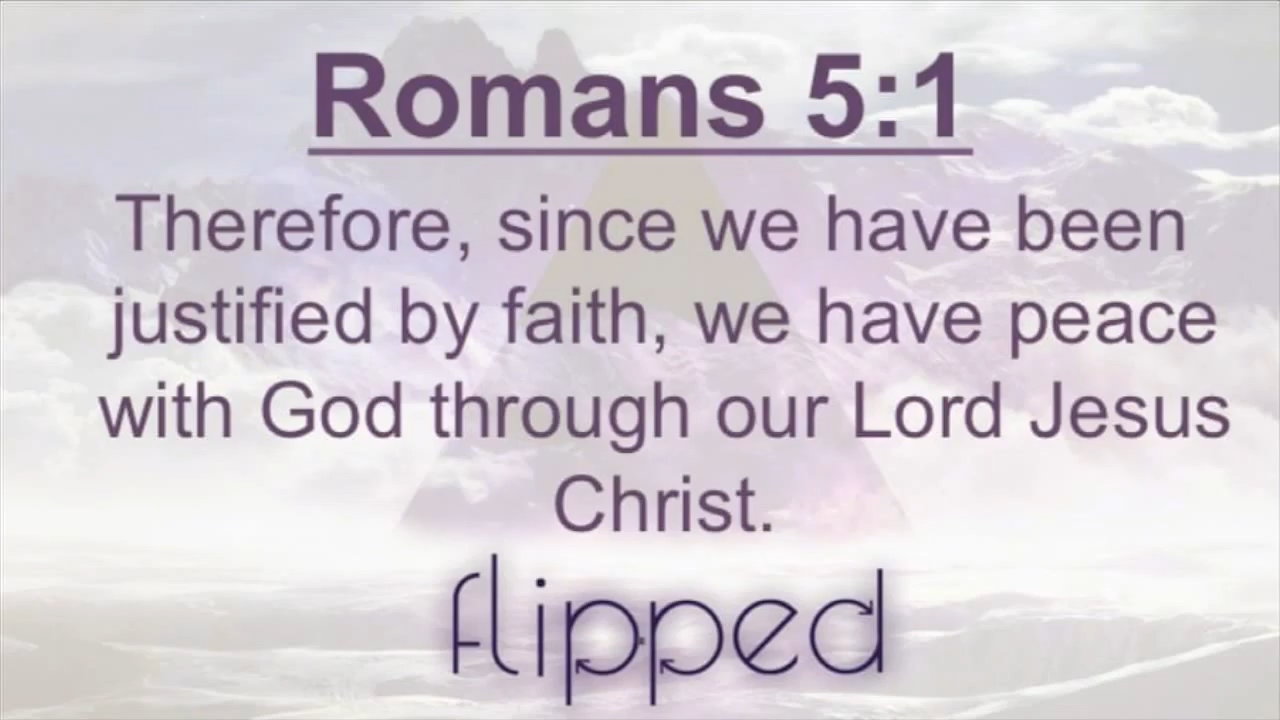 Romans 5:1
Therefore, since we have been
justified by faith, we have peace
with God through our Lord Jesus
Christ.
flipped